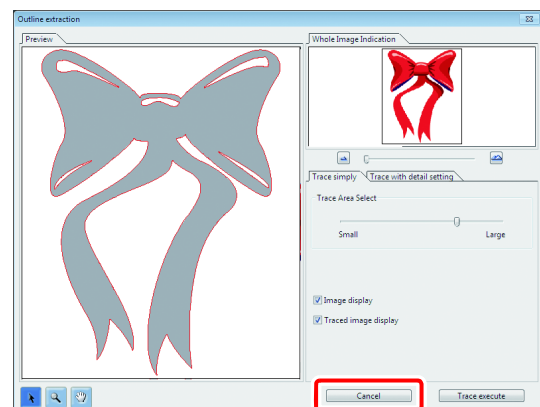 Outline extraction
Preview
Whole Image Indication
Trace simply
Trace with detail setting
Trace Area Select
Small
Large
Image display
Traced image display
Cancel
Trace execute